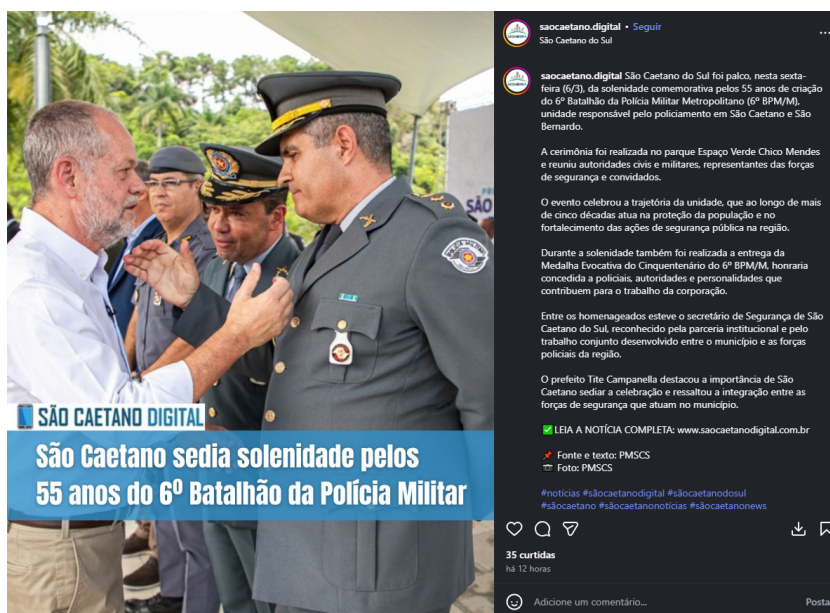 POLÍCIA MILITAR
SÃO
SÃO CAETANO DIGITAL
São Caetano sedia solenidade pelos
55 anos do 6º Batalhão da Polícia Militar
saocaetano.digital • Seguir
São Caetano do Sul
saocaetano.digital São Caetano do Sul foi palco, nesta sexta-
feira (6/3), da solenidade comemorativa pelos 55 anos de criação
do 6º Batalhão da Polícia Militar Metropolitano (6º BPM/M),
unidade responsável pelo policiamento em São Caetano e São
Bernardo.
A cerimônia foi realizada no parque Espaço Verde Chico Mendes
e reuniu autoridades civis e militares, representantes das forças
de segurança e convidados.
O evento celebrou a trajetória da unidade, que ao longo de mais
de cinco décadas atua na proteção da população e no
fortalecimento das ações de segurança pública na região.
Durante a solenidade também foi realizada a entrega da
Medalha Evocativa do Cinquentenário do 6º BPM/M, honraria
concedida a policiais, autoridades e personalidades que
contribuem para o trabalho da corporação.
Entre os homenageados esteve o secretário de Segurança de São
Caetano do Sul, reconhecido pela parceria institucional e pelo
trabalho conjunto desenvolvido entre o município e as forças
policiais da região.
O prefeito Tite Campanella destacou a importância de São
Caetano sediar a celebração e ressaltou a integração entre as
forças de segurança que atuam no município.
✅ LEIA A NOTÍCIA COMPLETA: www.saocaetanodigital.com.br
📌 Fonte e texto: PMSCS
📷 Foto: PMSCS
#notícias #sãocaetanodigital #sãocaetanodosul
#sãocaetano #sãocaetanonotícias #sãocaetanonews
35 curtidas
há 12 horas
Adicione um comentário...
Posta